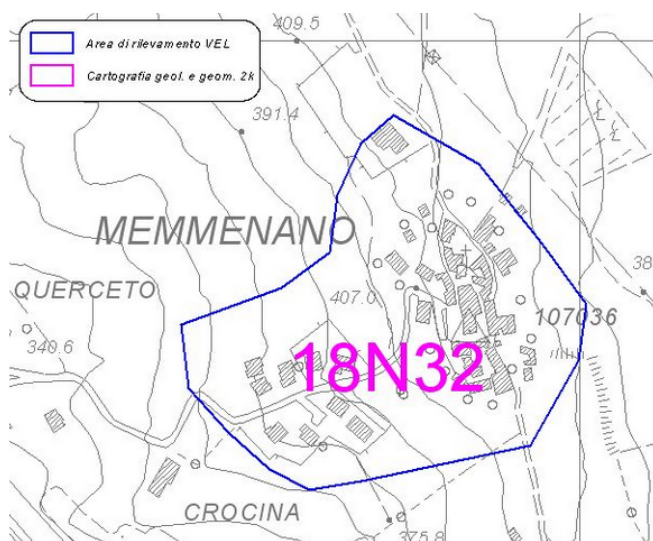 409.5
Area di rilevamento VEL
Cartografia geol. e geom. 2k
391.4
MEMMENANO
QUERCETO
407.0
38
107036
340.6
18N32
CROCINA
375.8